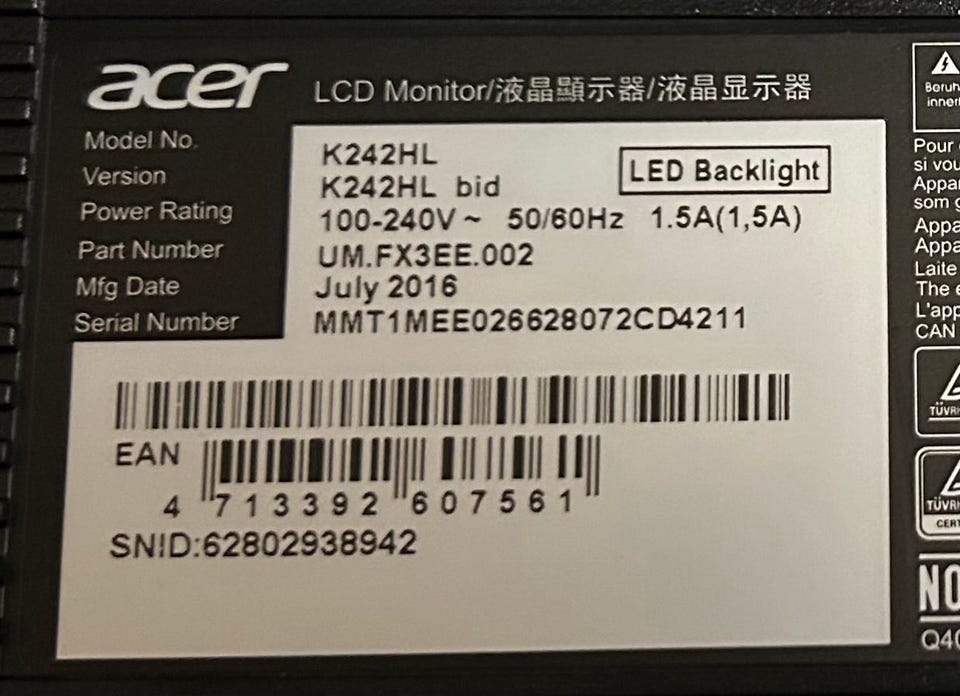 acer LCD Monitor/液晶顯示器/液晶显示器
Model No. K242HL
Version K242HL bid
LED Backlight
Power Rating 100-240V~ 50/60Hz 1.5A(1,5A)
Part Number UM.FX3EE.002
Mfg Date July 2016
Serial Number MMT1MEE026628072CD4211
EAN
4 713392 607561
SNID:62802938942
Pour
si vou
Appa
som
Appa
Appa
Laite
The
L'app
CAN
TÜVRh
TÜVRh
CERT
NO
Q40